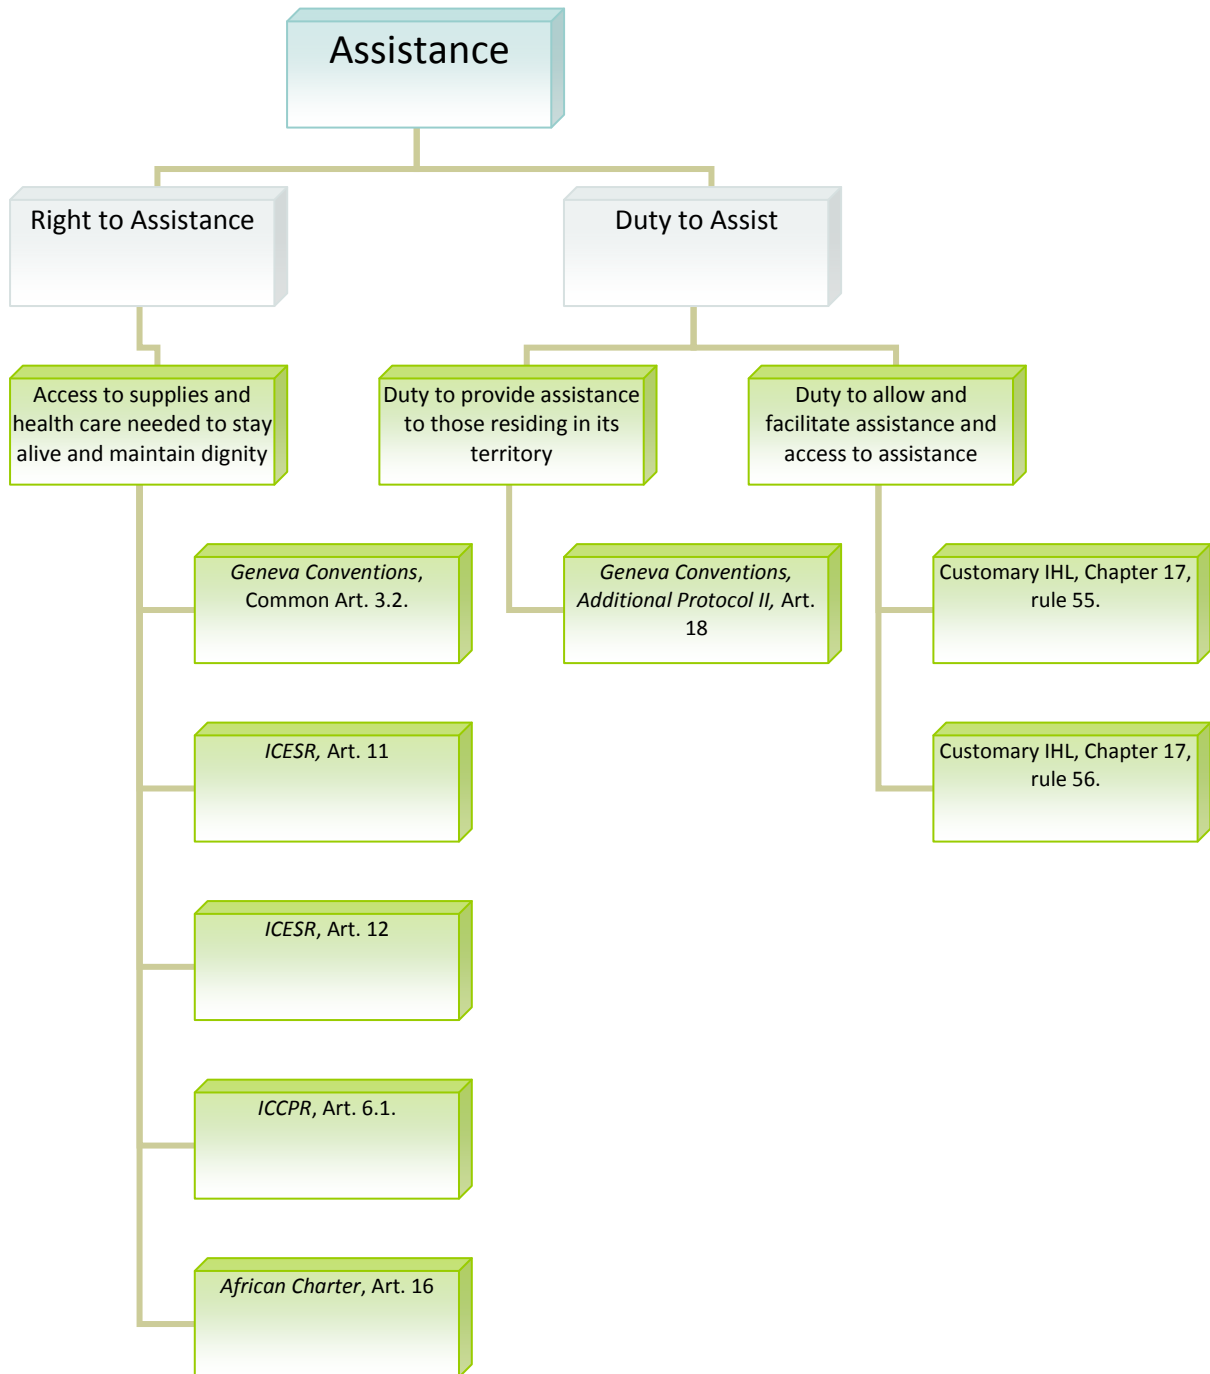 Assistance
Right to Assistance
Duty to Assist
Access to supplies and
health care needed to stay
alive and maintain dignity
Duty to provide assistance
to those residing in its
territory
Duty to allow and
facilitate assistance and
access to assistance
Geneva Conventions,
Common Art. 3.2.
Geneva Conventions,
Additional Protocol II, Art.
18
Customary IHL, Chapter 17,
rule 55.
ICESR, Art. 11
Customary IHL, Chapter 17,
rule 56.
ICESR, Art. 12
ICCPR, Art. 6.1.
African Charter, Art. 16